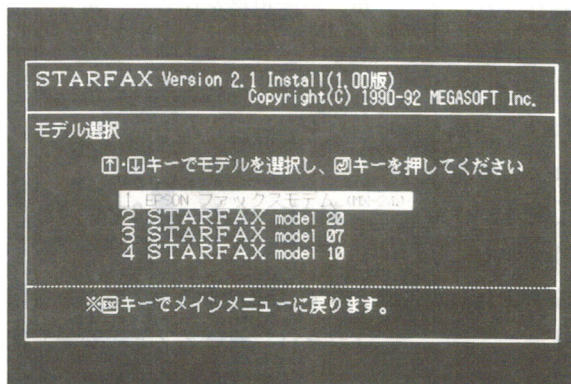 STARFAX Version 2.1 Install(1.00版)
Copyright(C) 1990-92 MEGASOFT Inc.
モデル選択
↑・↓キーでモデルを選択し、↵キーを押してください
1 EPSON ファックスモデム
2 STARFAX model 20
3 STARFAX model 07
4 STARFAX model 10
※ESCキーでメインメニューに戻ります。